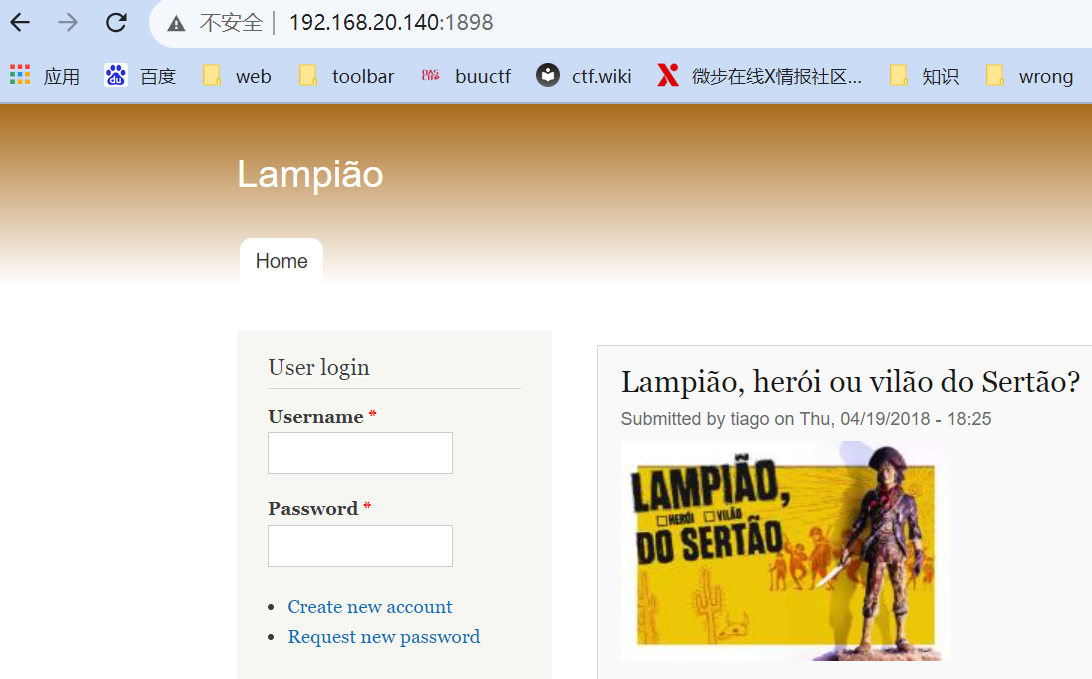 不安全 192.168.20.140:1898
应用 百度 web toolbar buuctf ctf.wiki 微步在线X情报社区... 知识 wrong
Lampião
Home
User login
Username *
Password *
Create new account
Request new password
Lampião, herói ou vilão do Sertão?
Submitted by tiago on Thu, 04/19/2018 - 18:25
LAMPIÃO,
HERÓI VILÃO
DO SERTÃO